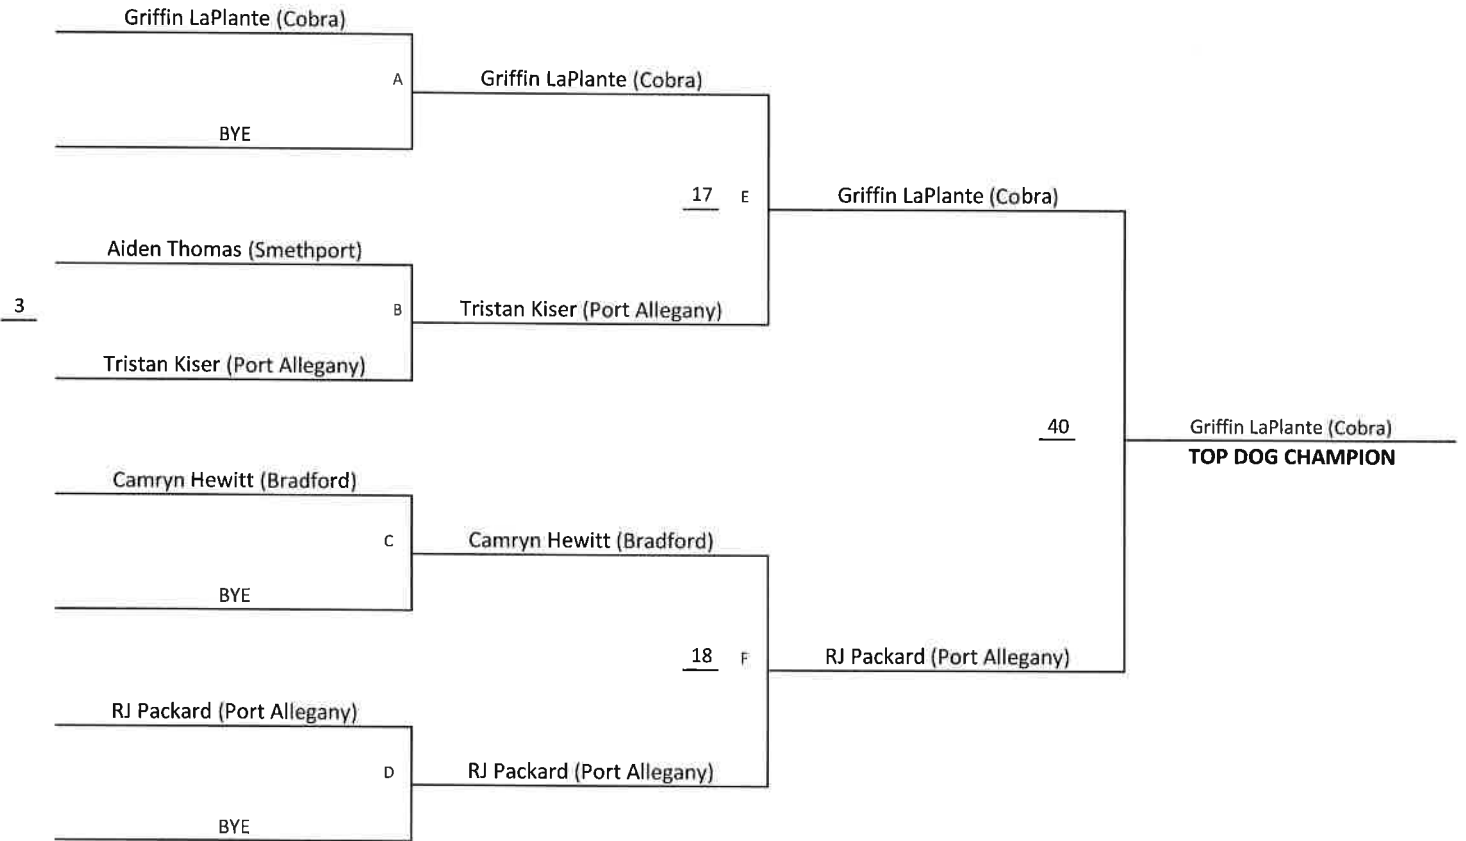 Griffin LaPlante (Cobra)
A
Griffin LaPlante (Cobra)
BYE
17
E
Griffin LaPlante (Cobra)
Aiden Thomas (Smethport)
3
B
Tristan Kiser (Port Allegany)
Tristan Kiser (Port Allegany)
40
Griffin LaPlante (Cobra)
TOP DOG CHAMPION
Camryn Hewitt (Bradford)
C
Camryn Hewitt (Bradford)
BYE
18
F
RJ Packard (Port Allegany)
RJ Packard (Port Allegany)
D
RJ Packard (Port Allegany)
BYE